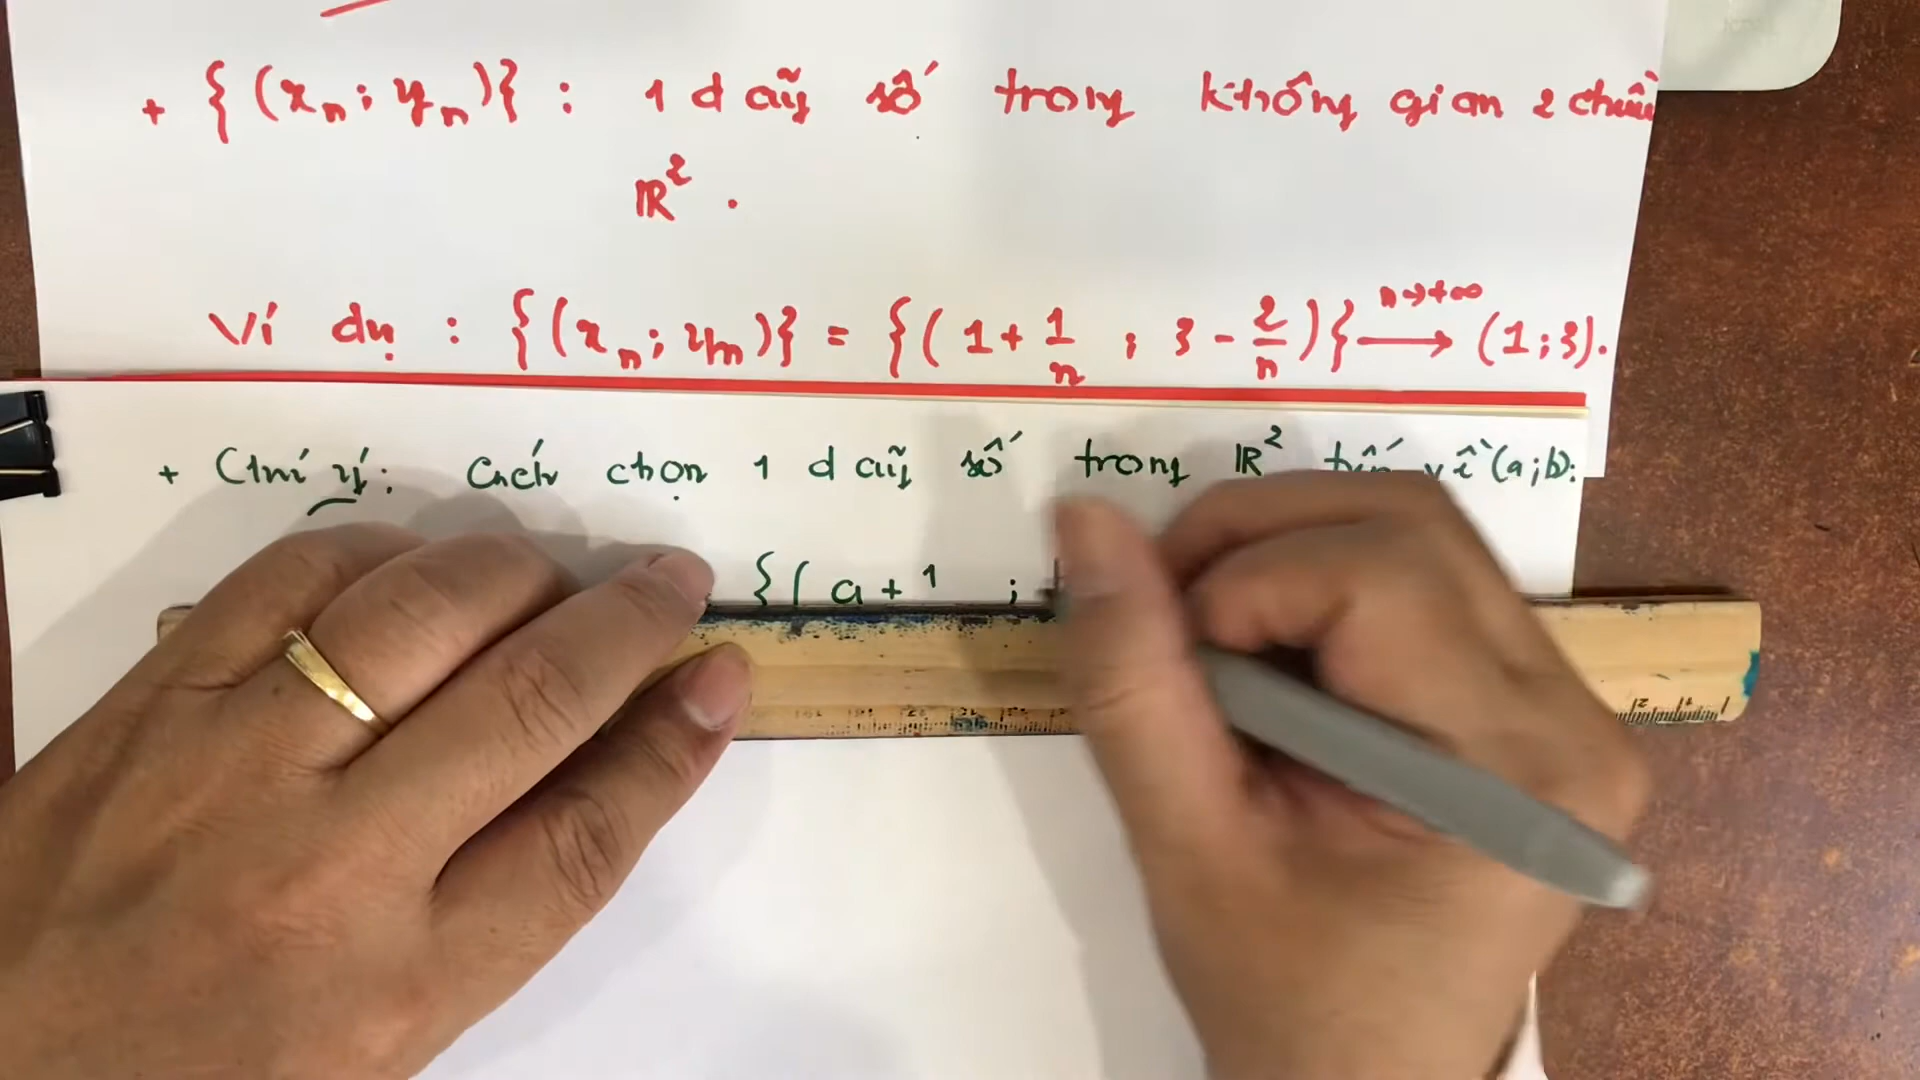 + {(xₙ; yₙ)} : 1 dãy số trong không gian 2 chiều
ℝ² .
Ví dụ : {(xₙ; yₙ)} = {(1 + 1/n ; 3 - 2/n)} ⟶ (n→+∞) (1;3).
+ Chú ý: Cách chọn 1 dãy số trong ℝ² tiến về (a;b):
{( a + 1 ;